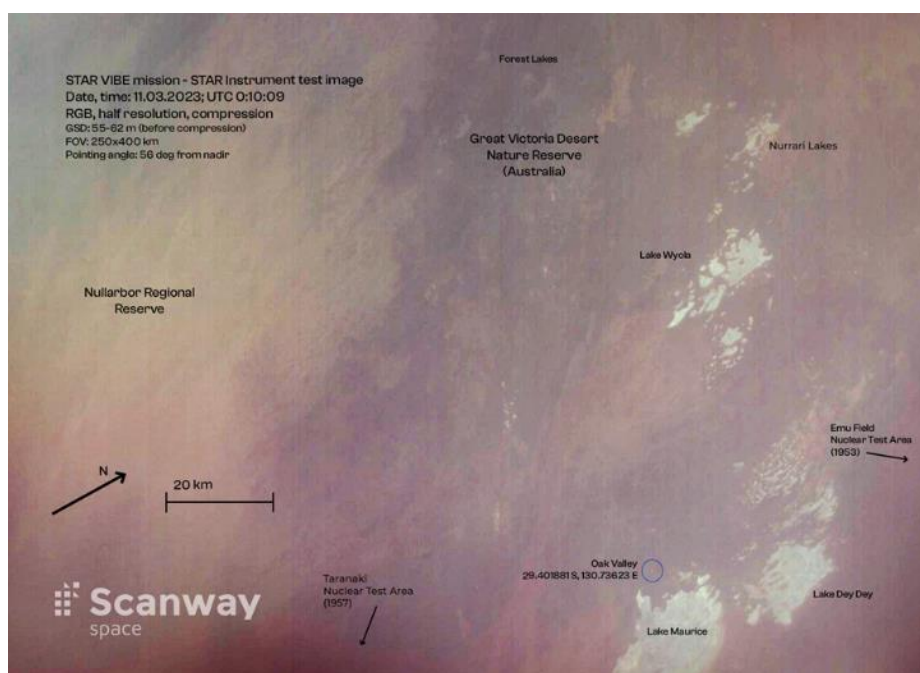 Forest Lakes
STAR VIBE mission - STAR Instrument test image
Date, time: 11.03.2023; UTC 0:10:09
RGB, half resolution, compression
GSD: 55-62 m (before compression)
FOV: 250x400 km
Pointing angle: 56 deg from nadir
Great Victoria Desert
Nature Reserve
(Australia)
Nurrari Lakes
Lake Wyola
Nullarbor Regional
Reserve
Emu Field
Nuclear Test Area
(1953)
N
20 km
Oak Valley
29.401881 S, 130.73623 E
Taranaki
Nuclear Test Area
(1957)
Lake Dey Dey
Scanway
space
Lake Maurice